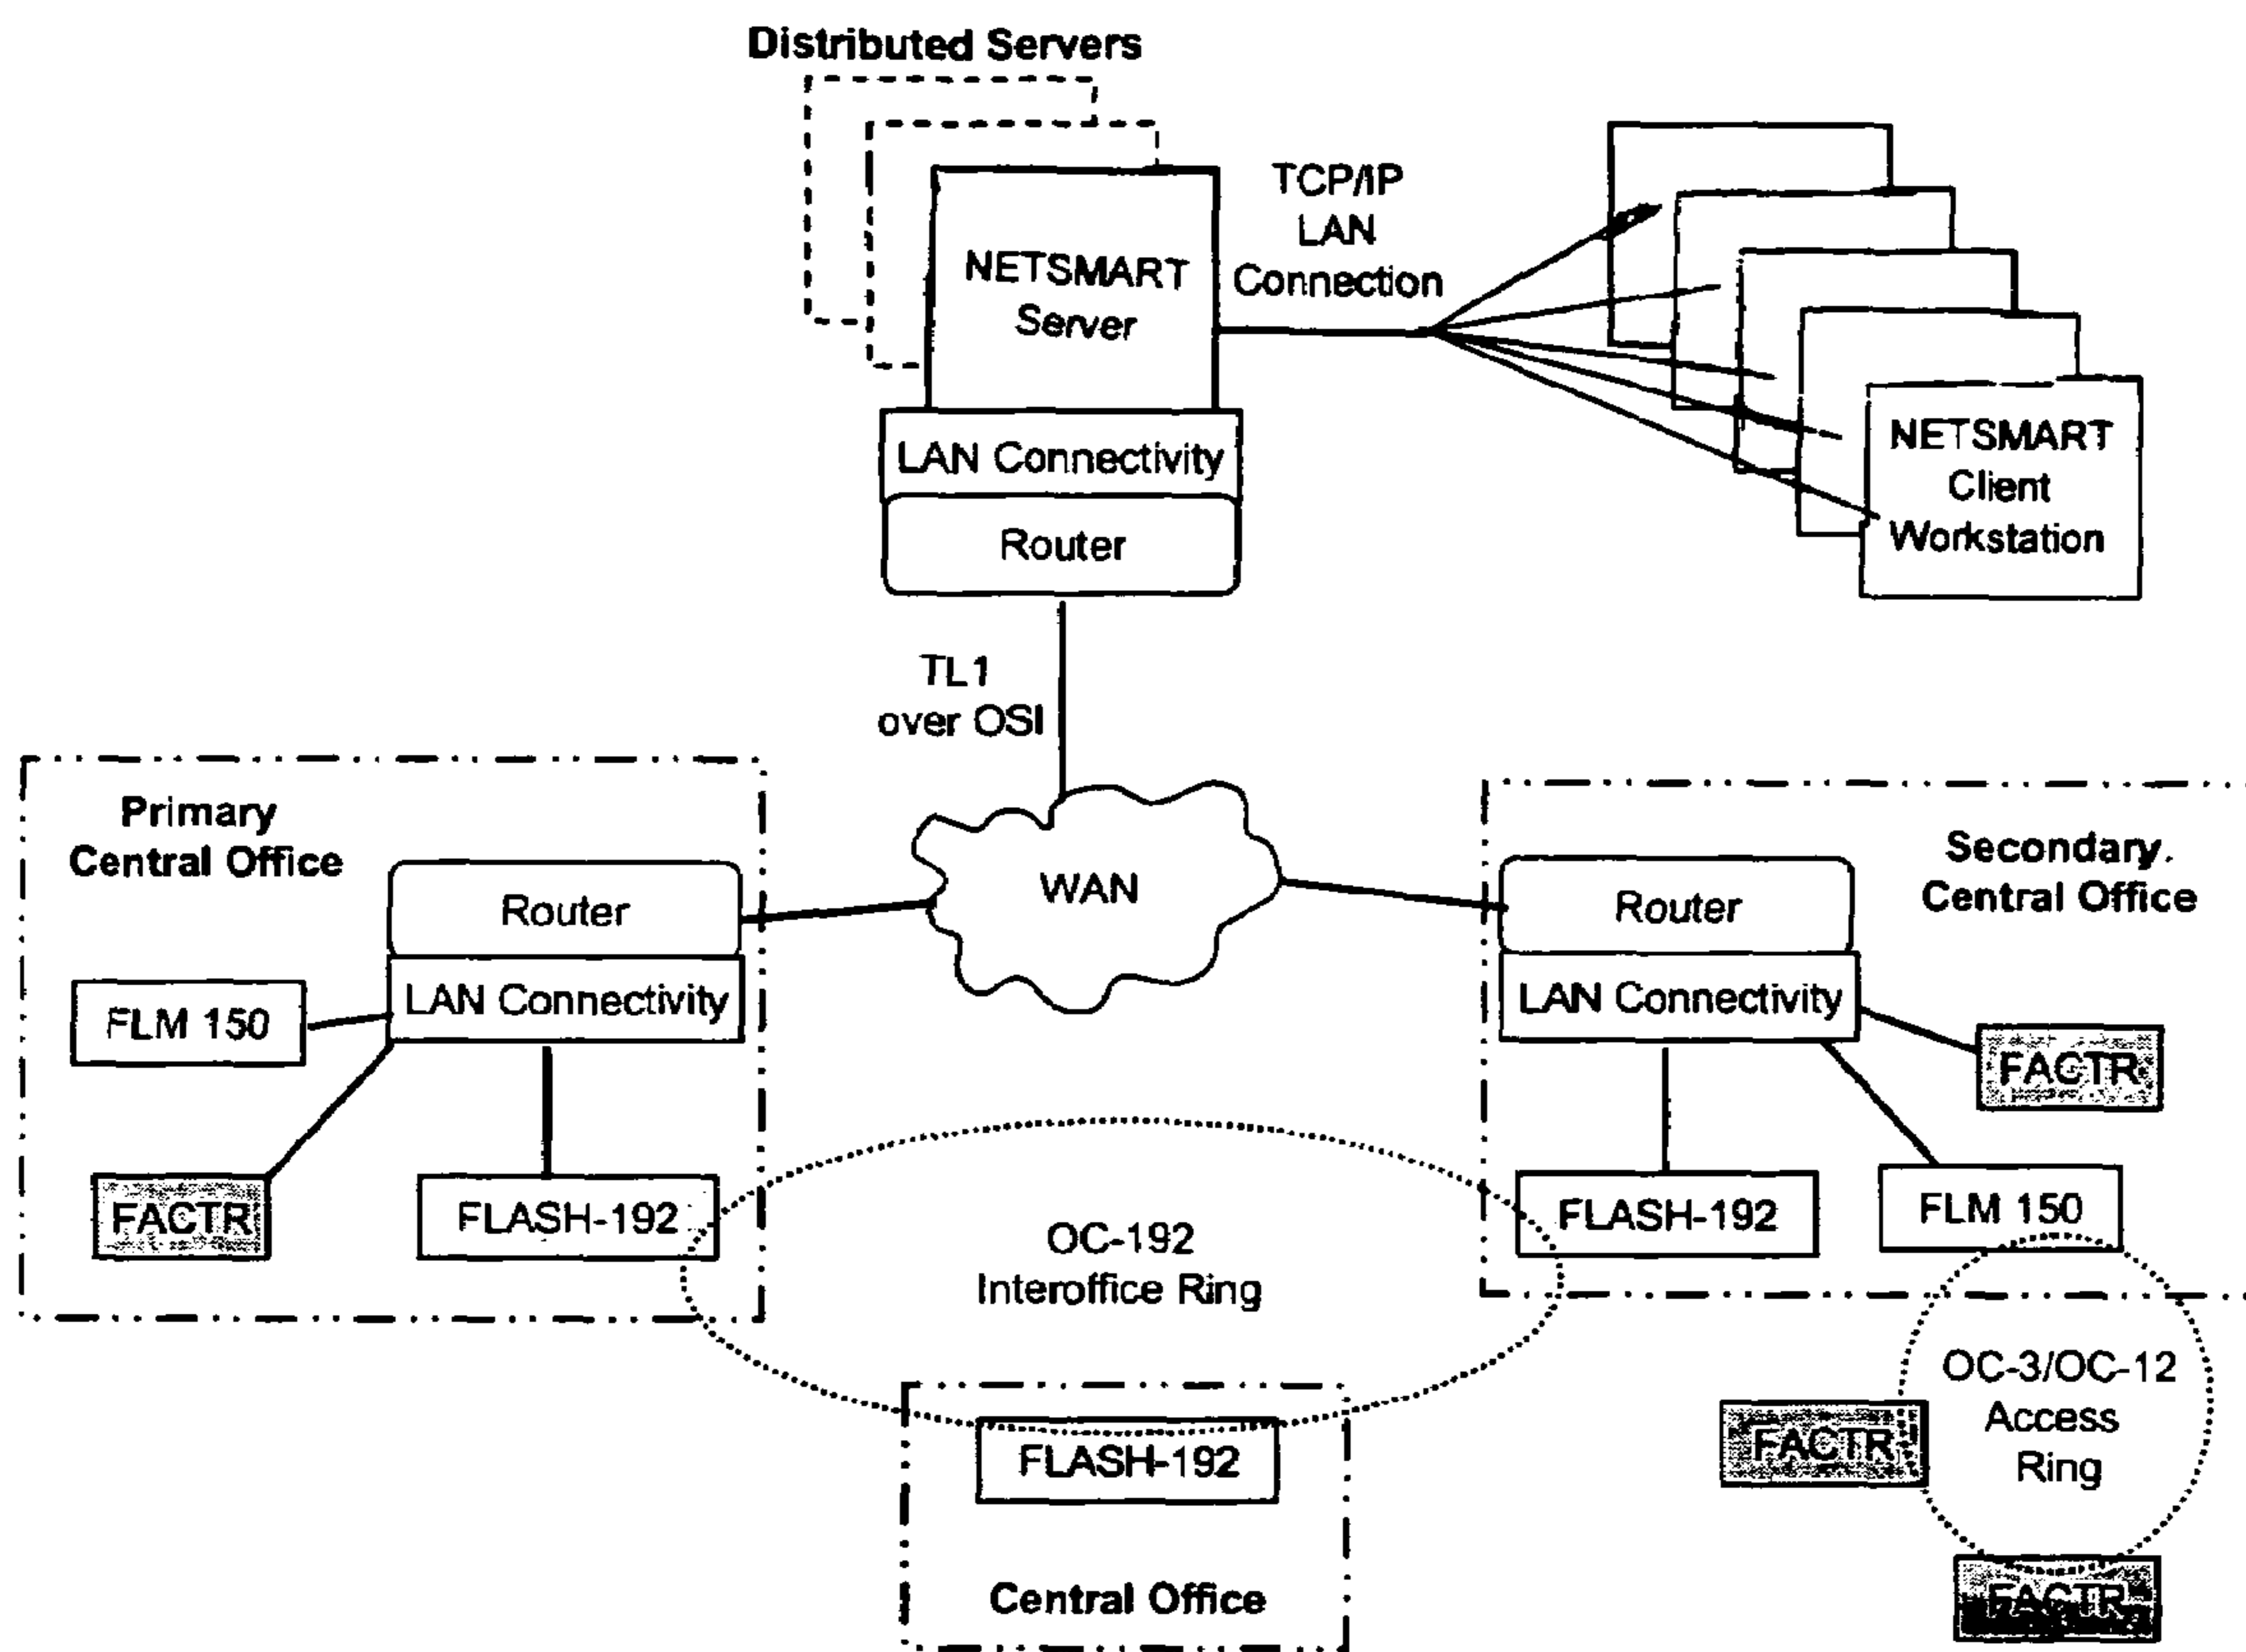 Distributed Servers
NETSMART
Server
TCP/IP
LAN
Connection
NETSMART
Client
Workstation
LAN Connectivity
Router
TL1
over OSI
Primary
Central Office
Router
LAN Connectivity
FLM 150
FACTR
FLASH-192
WAN
Secondary
Central Office
Router
LAN Connectivity
FACTR
FLASH-192
FLM 150
OC-192
Interoffice Ring
OC-3/OC-12
Access
Ring
FACTR
FACTR
FLASH-192
Central Office